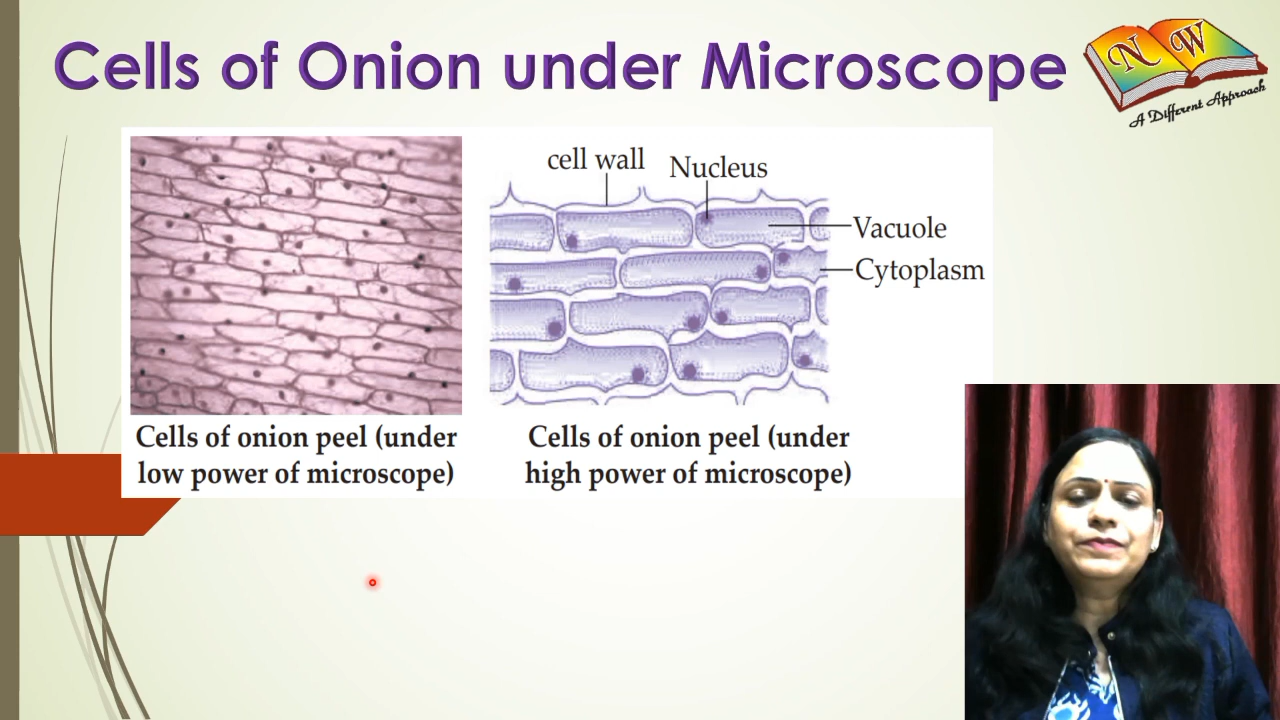 Cells of Onion under Microscope
N W
A Different Approach
cell wall
Nucleus
Vacuole
Cytoplasm
Cells of onion peel (under
low power of microscope)
Cells of onion peel (under
high power of microscope)